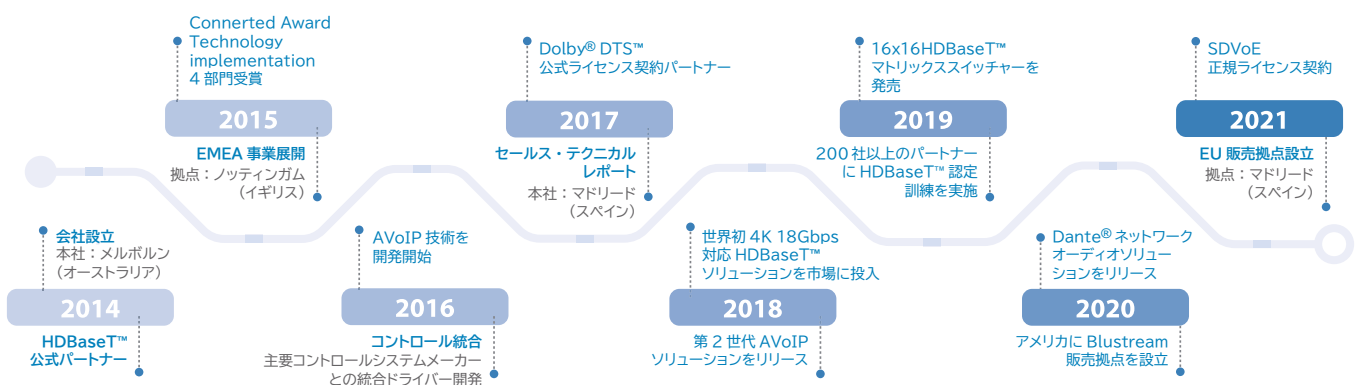 会社設立
本社：メルボルン
（オーストラリア）
2014
HDBaseT™
公式パートナー
Connerted Award
Technology
implementation
4 部門受賞
2015
EMEA 事業展開
拠点：ノッティンガム
（イギリス）
AVoIP 技術を
開発開始
2016
コントロール統合
主要コントロールシステムメーカー
との統合ドライバー開発
Dolby® DTS™
公式ライセンス契約パートナー
2017
セールス・テクニカル
レポート
本社：マドリード
（スペイン）
世界初 4K 18Gbps
対応 HDBaseT™
ソリューションを市場に投入
2018
第 2 世代 AVoIP
ソリューションをリリース
16x16HDBaseT™
マトリックススイッチャーを
発売
2019
200 社以上のパートナー
に HDBaseT™ 認定
訓練を実施
Dante® ネットワーク
オーディオソリュー
ションをリリース
2020
アメリカに Blustream
販売拠点を設立
SDVoE
正規ライセンス契約
2021
EU 販売拠点設立
拠点：マドリード
（スペイン）